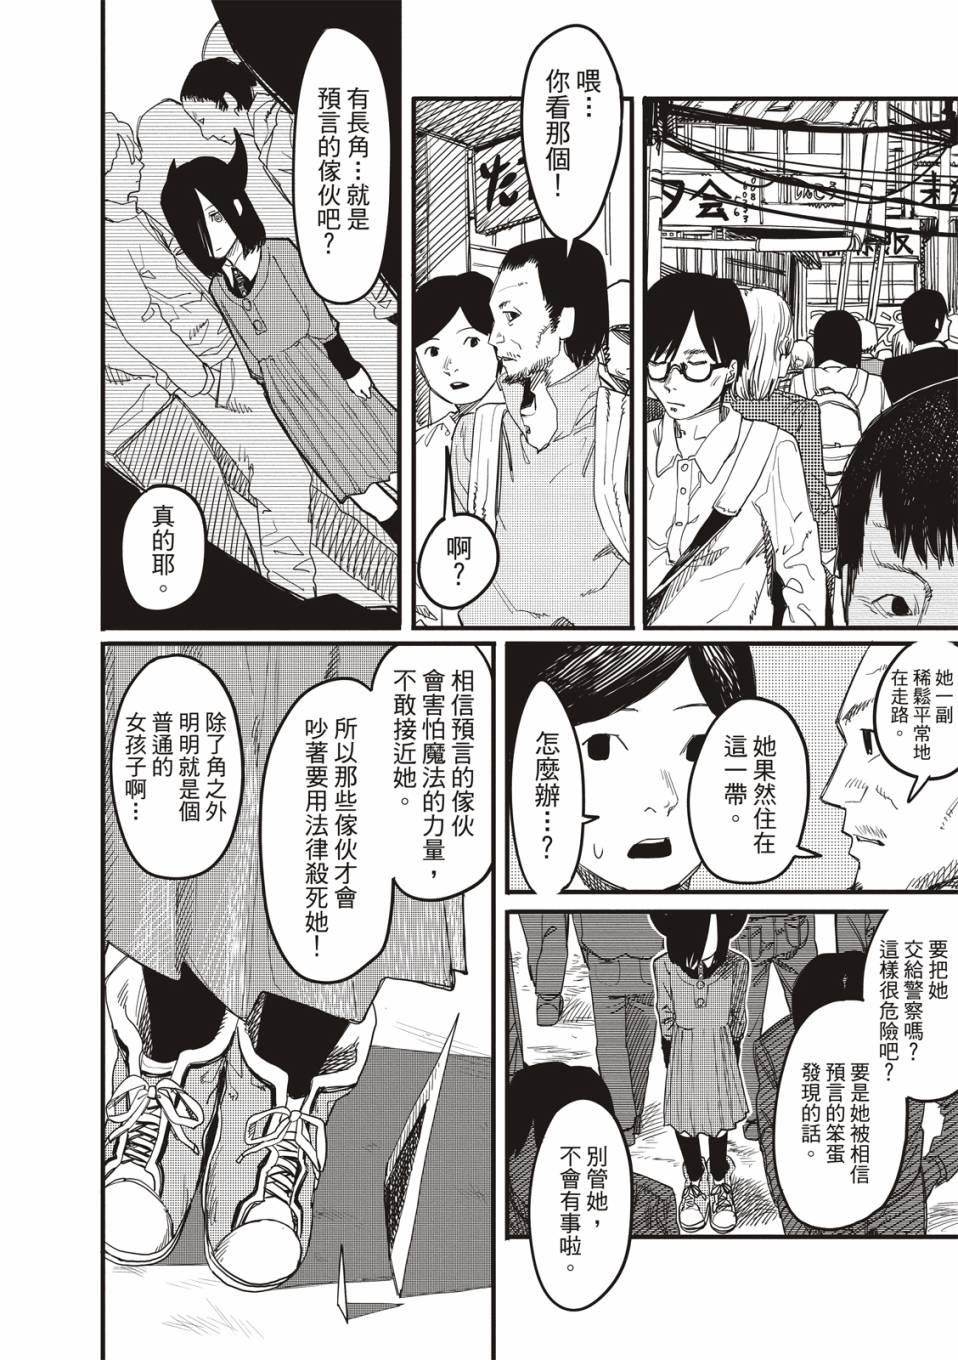 夕会
大阪
喂…
你看那個！
啊？
有長角…就是
預言的傢伙吧？
真的耶。
她一副
稀鬆平常地
在走路。
她果然住在
這一帶。
怎麼辦…？
要把她
交給警察嗎？
這樣很危險吧？
要是她被相信
預言的笨蛋
發現的話。
別管她，
不會有事啦。
相信預言的傢伙
會害怕魔法的力量，
不敢接近她。
所以那些傢伙才會
吵著要用法律殺死她！
除了角之外
明明就是個
普通的
女孩子啊…